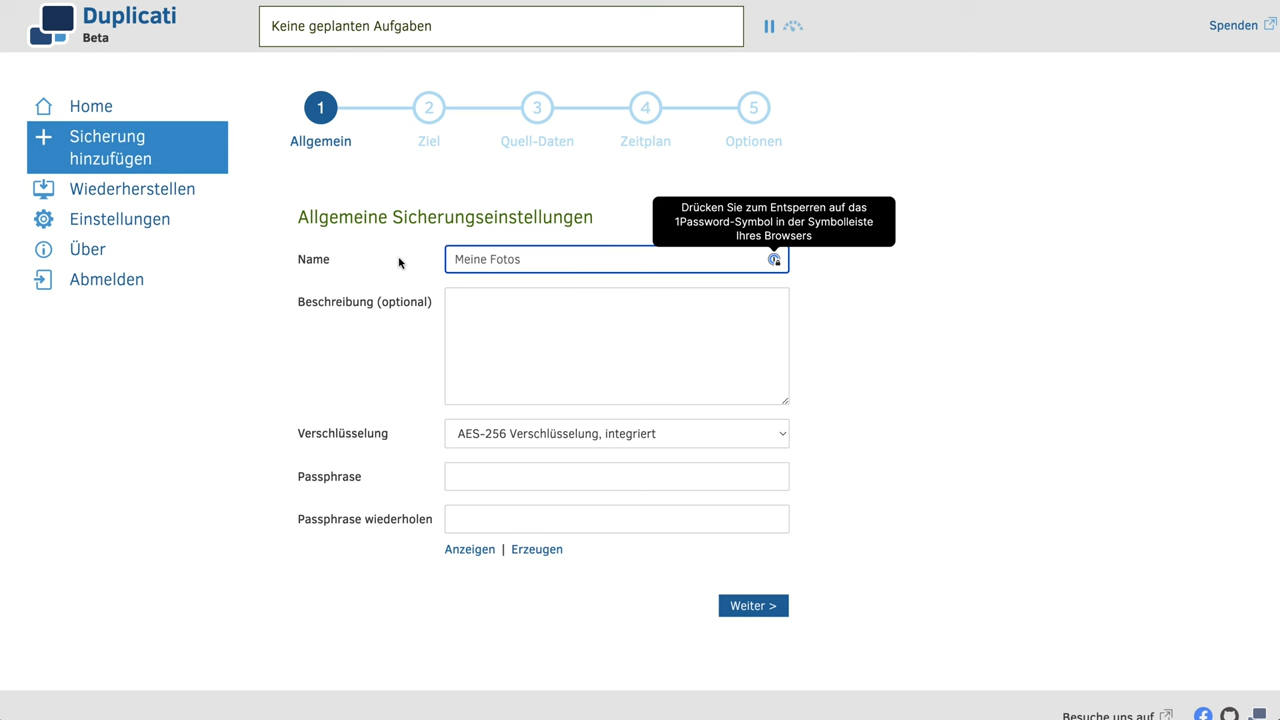 Duplicati
Beta
Keine geplanten Aufgaben
Spenden
Home
Sicherung
hinzufügen
Wiederherstellen
Einstellungen
Über
Abmelden
1
2
3
4
5
Allgemein
Ziel
Quell-Daten
Zeitplan
Optionen
Allgemeine Sicherungseinstellungen
Drücken Sie zum Entsperren auf das
1Password-Symbol in der Symbolleiste
Ihres Browsers
Name
Meine Fotos
Beschreibung (optional)
Verschlüsselung
AES-256 Verschlüsselung, integriert
Passphrase
Passphrase wiederholen
Anzeigen | Erzeugen
Weiter >
Besuche uns auf